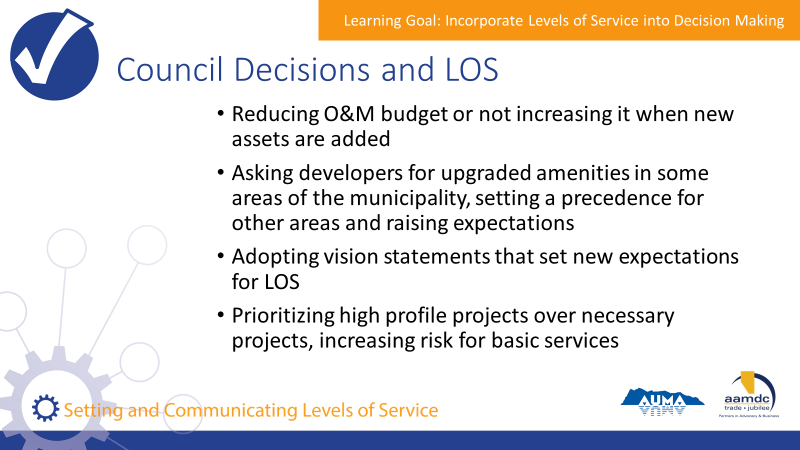 Learning Goal: Incorporate Levels of Service into Decision Making
Council Decisions and LOS
• Reducing O&M budget or not increasing it when new
assets are added
• Asking developers for upgraded amenities in some
areas of the municipality, setting a precedence for
other areas and raising expectations
• Adopting vision statements that set new expectations
for LOS
• Prioritizing high profile projects over necessary
projects, increasing risk for basic services
Setting and Communicating Levels of Service
AUMA
aamdc
trade • jubilee
Partners in Advocacy & Business